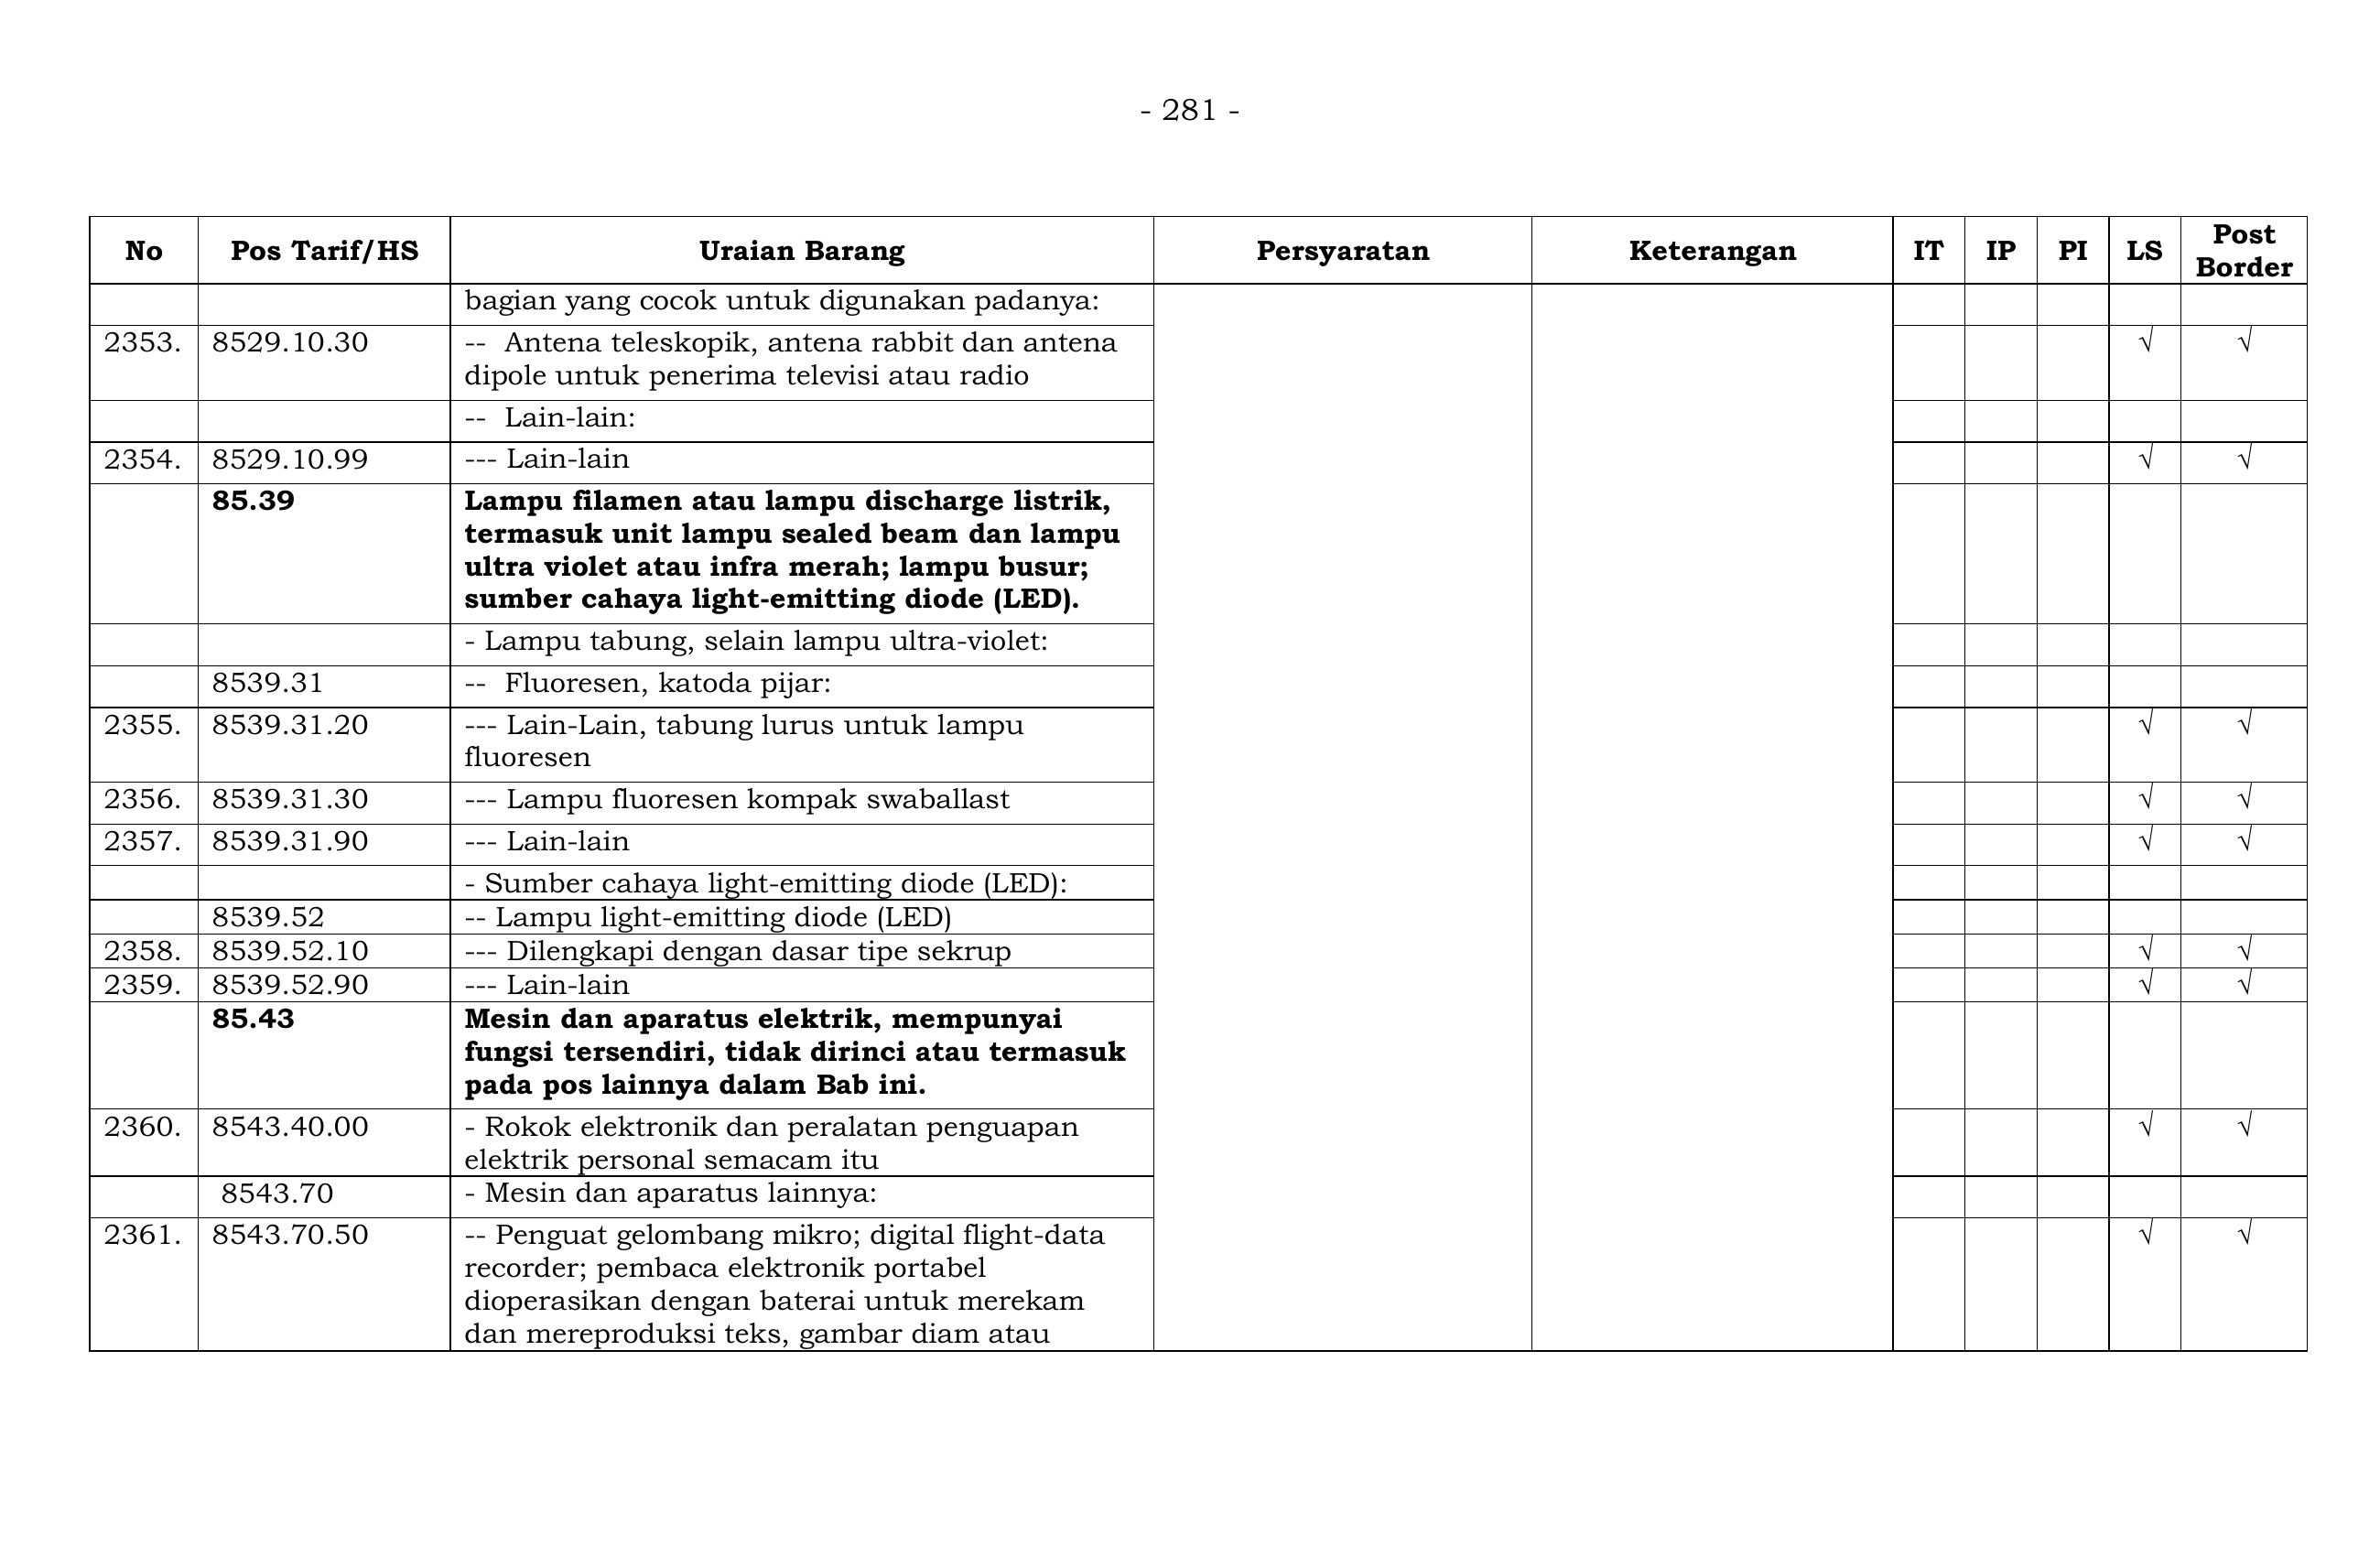 - 281 -
No Pos Tarif/HS Uraian Barang Persyaratan Keterangan IT IP PI LS Post Border
bagian yang cocok untuk digunakan padanya:
2353. 8529.10.30 -- Antena teleskopik, antena rabbit dan antena √ √
dipole untuk penerima televisi atau radio
-- Lain-lain:
2354. 8529.10.99 --- Lain-lain √ √
85.39 Lampu filamen atau lampu discharge listrik,
termasuk unit lampu sealed beam dan lampu
ultra violet atau infra merah; lampu busur;
sumber cahaya light-emitting diode (LED).
- Lampu tabung, selain lampu ultra-violet:
8539.31 -- Fluoresen, katoda pijar:
2355. 8539.31.20 --- Lain-Lain, tabung lurus untuk lampu √ √
fluoresen
2356. 8539.31.30 --- Lampu fluoresen kompak swaballast √ √
2357. 8539.31.90 --- Lain-lain √ √
- Sumber cahaya light-emitting diode (LED):
8539.52 -- Lampu light-emitting diode (LED)
2358. 8539.52.10 --- Dilengkapi dengan dasar tipe sekrup √ √
2359. 8539.52.90 --- Lain-lain √ √
85.43 Mesin dan aparatus elektrik, mempunyai
fungsi tersendiri, tidak dirinci atau termasuk
pada pos lainnya dalam Bab ini.
2360. 8543.40.00 - Rokok elektronik dan peralatan penguapan √ √
elektrik personal semacam itu
8543.70 - Mesin dan aparatus lainnya:
2361. 8543.70.50 -- Penguat gelombang mikro; digital flight-data √ √
recorder; pembaca elektronik portabel
dioperasikan dengan baterai untuk merekam
dan mereproduksi teks, gambar diam atau